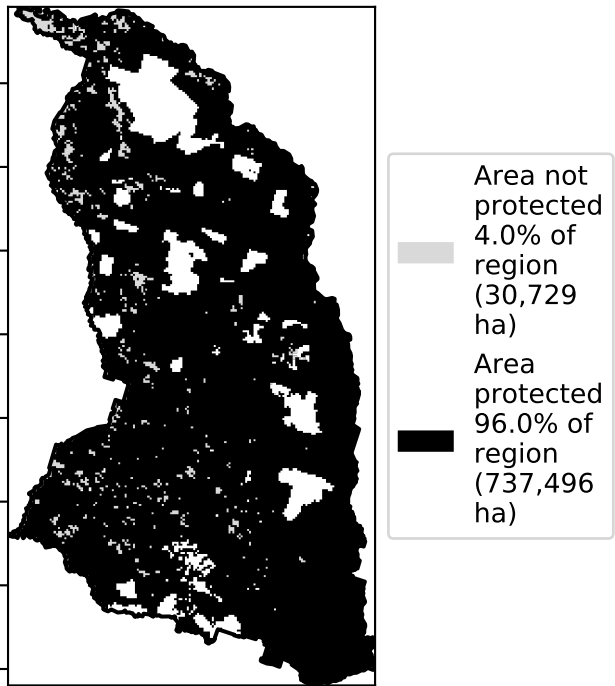 Area not
protected
4.0% of
region
(30,729
ha)
Area
protected
96.0% of
region
(737,496
ha)